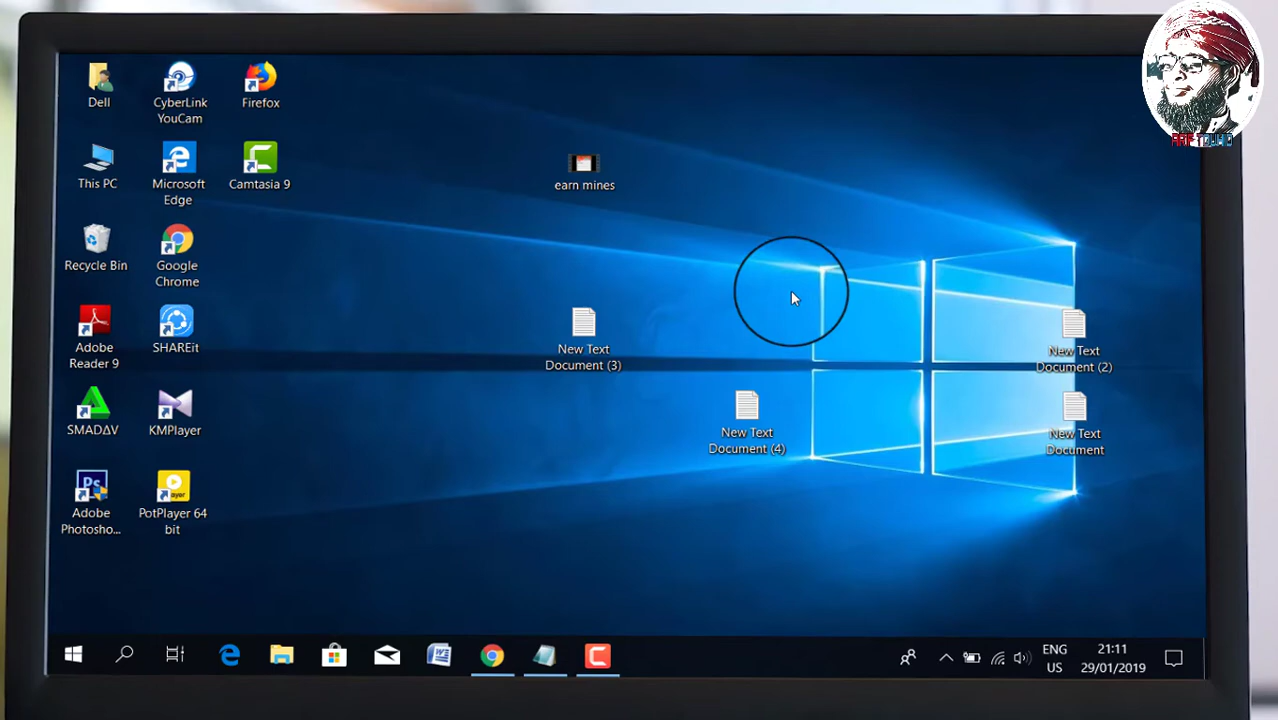 Dell
CyberLink
YouCam
Firefox
This PC
Microsoft
Edge
Camtasia 9
earn mines
Recycle Bin
Google
Chrome
Adobe
Reader 9
SHAREit
New Text
Document (3)
New Text
Document (2)
SMADΔV
KMPlayer
New Text
Document (4)
New Text
Document
Adobe
Photosho...
PotPlayer 64
bit
ENG
US
21:11
29/01/2019